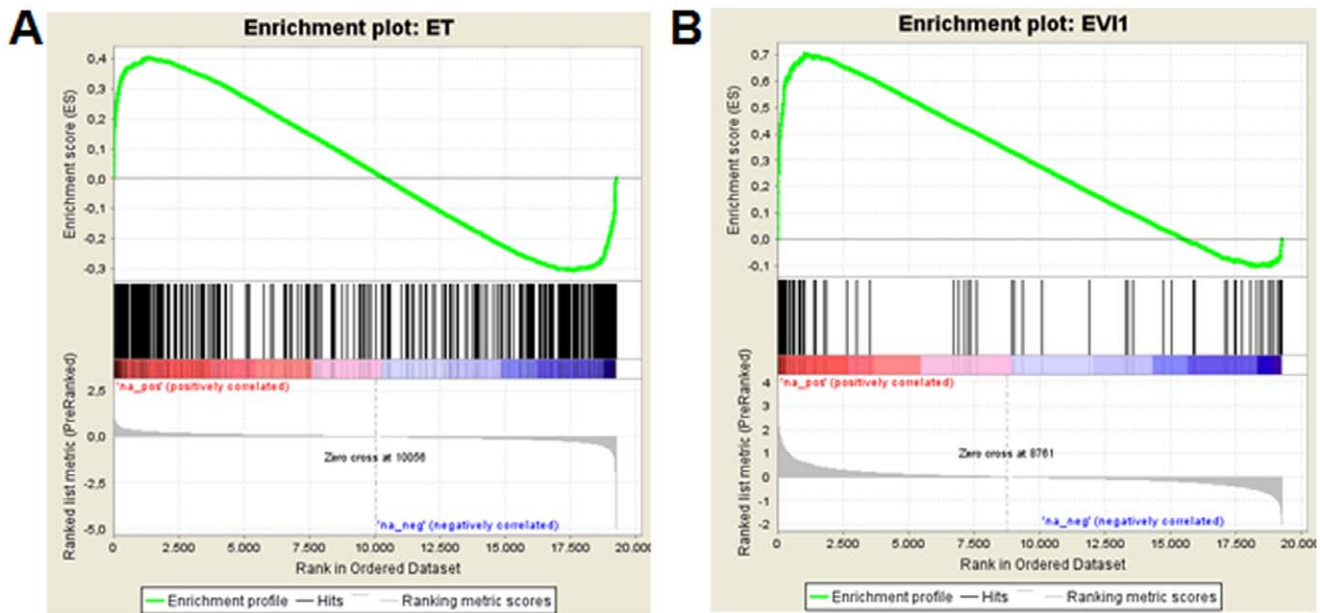 A
Enrichment plot: ET
Enrichment score (ES)
0,4
0,3
0,2
0,1
0,0
-0,1
-0,2
-0,3
'na_pos' (positively correlated)
Ranked list metric (PreRanked)
2,5
0,0
-2,5
-5,0
Zero cross at 10056
'na_neg' (negatively correlated)
0 2.500 5.000 7.500 10.000 12.500 15.000 17.500 20.000
Rank in Ordered Dataset
Enrichment profile Hits Ranking metric scores
B
Enrichment plot: EVI1
Enrichment score (ES)
0,7
0,6
0,5
0,4
0,3
0,2
0,1
0,0
-0,1
'na_pos' (positively correlated)
Ranked list metric (PreRanked)
4
3
2
1
0
-1
-2
Zero cross at 8761
'na_neg' (negatively correlated)
0 2.500 5.000 7.500 10.000 12.500 15.000 17.500 20.000
Rank in Ordered Dataset
Enrichment profile Hits Ranking metric scores